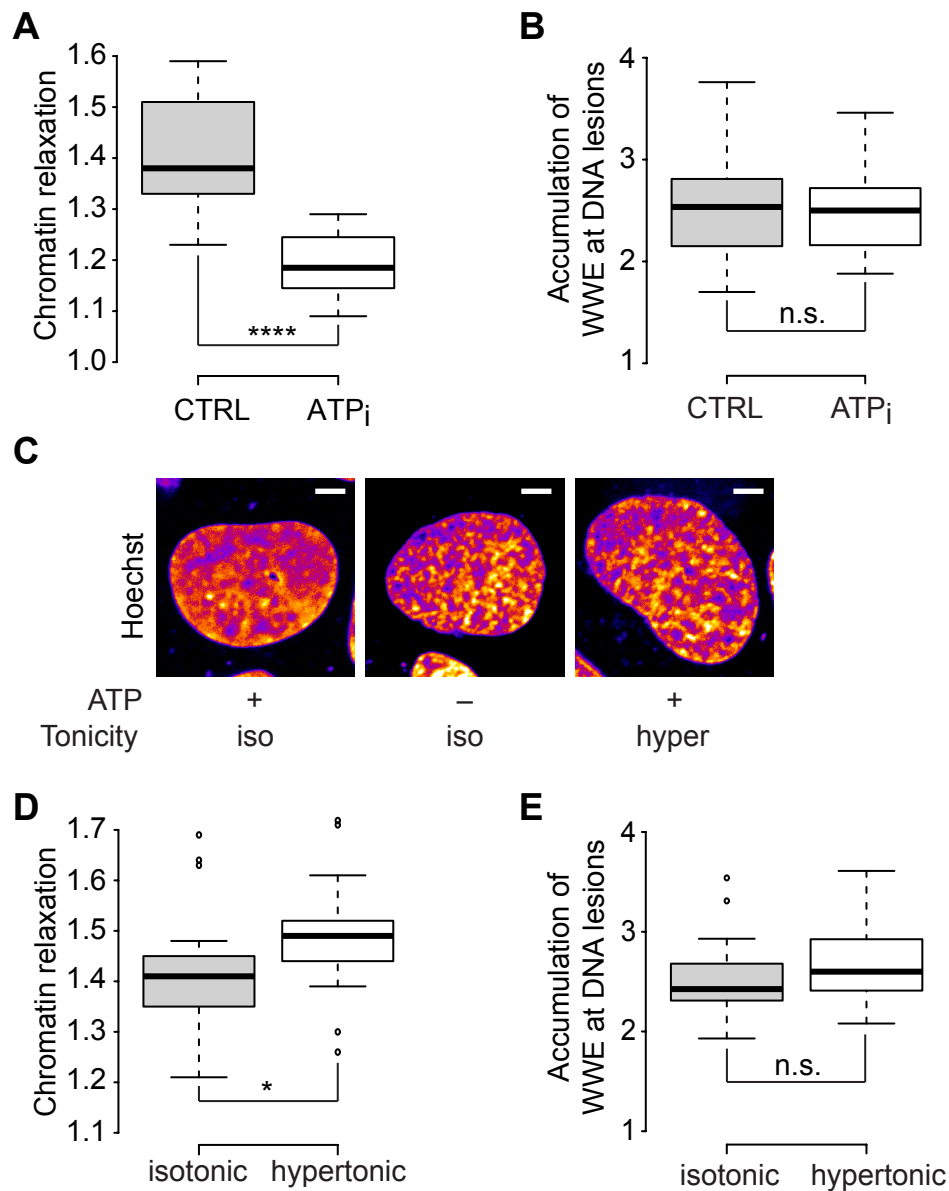 A
Chromatin relaxation
1.6
1.5
1.4
1.3
1.2
1.1
1.0
****
CTRL
ATPi
B
Accumulation of
WWE at DNA lesions
4
3
2
1
n.s.
CTRL
ATPi
C
Hoechst
ATP + – +
Tonicity iso iso hyper
D
Chromatin relaxation
1.7
1.6
1.5
1.4
1.3
1.2
1.1
*
isotonic
hypertonic
E
Accumulation of
WWE at DNA lesions
4
3
2
1
n.s.
isotonic
hypertonic